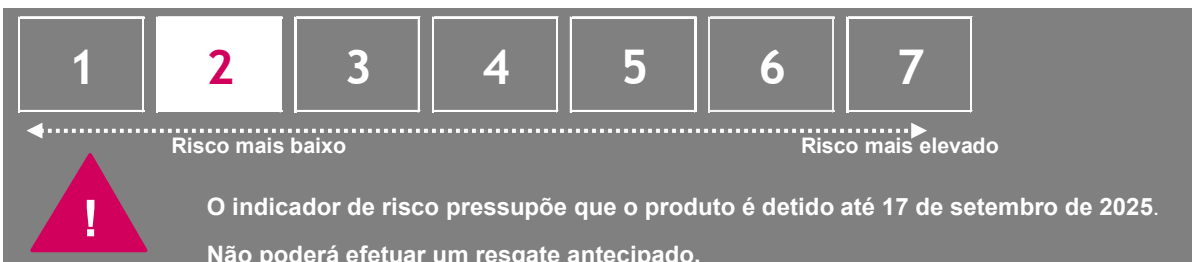 1 2 3 4 5 6 7
Risco mais baixo Risco mais elevado
! O indicador de risco pressupõe que o produto é detido até 17 de setembro de 2025.
Não poderá efetuar um resgate antecipado.